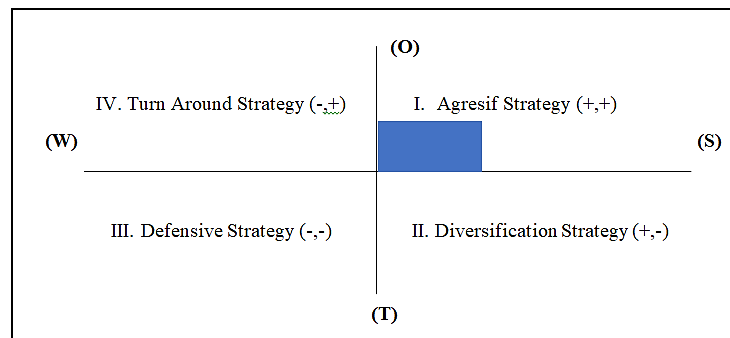 (O)
IV. Turn Around Strategy (-,+)
I. Agresif Strategy (+,+)
(W)
(S)
III. Defensive Strategy (-,-)
II. Diversification Strategy (+,-)
(T)